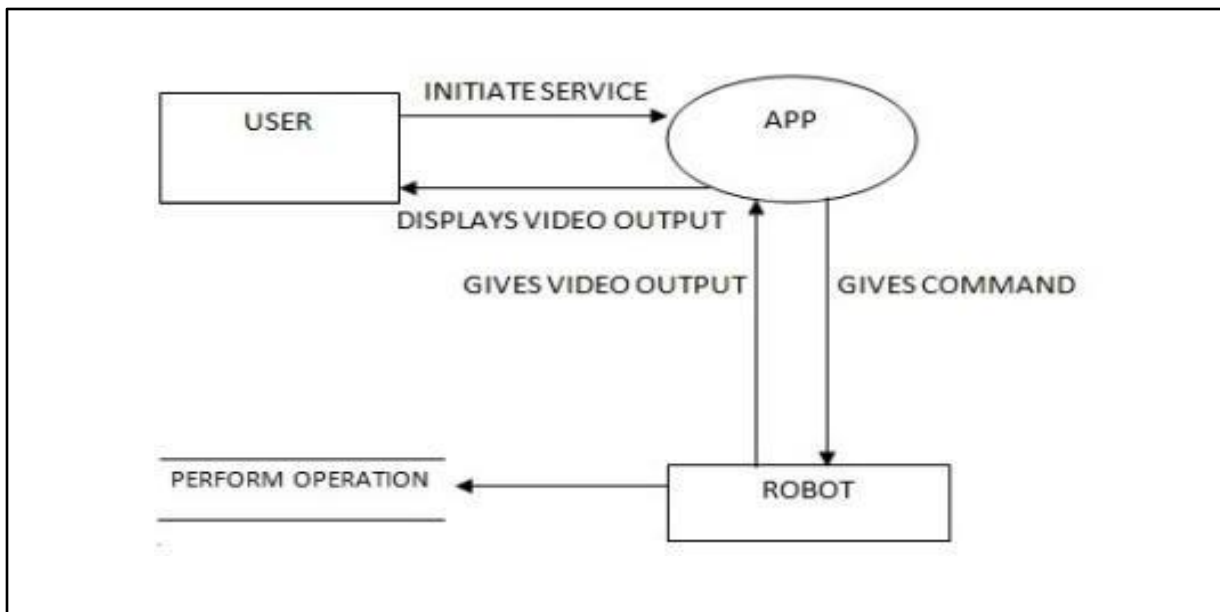 INITIATE SERVICE
USER
APP
DISPLAYS VIDEO OUTPUT
GIVES VIDEO OUTPUT
GIVES COMMAND
PERFORM OPERATION
ROBOT